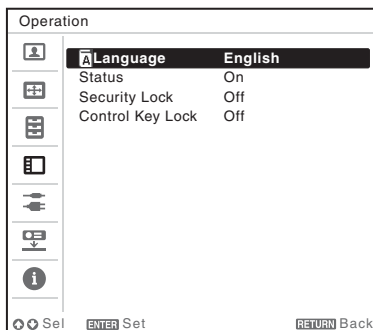 Operation
A Language English
Status On
Security Lock Off
Control Key Lock Off
Sel ENTER Set RETURN Back